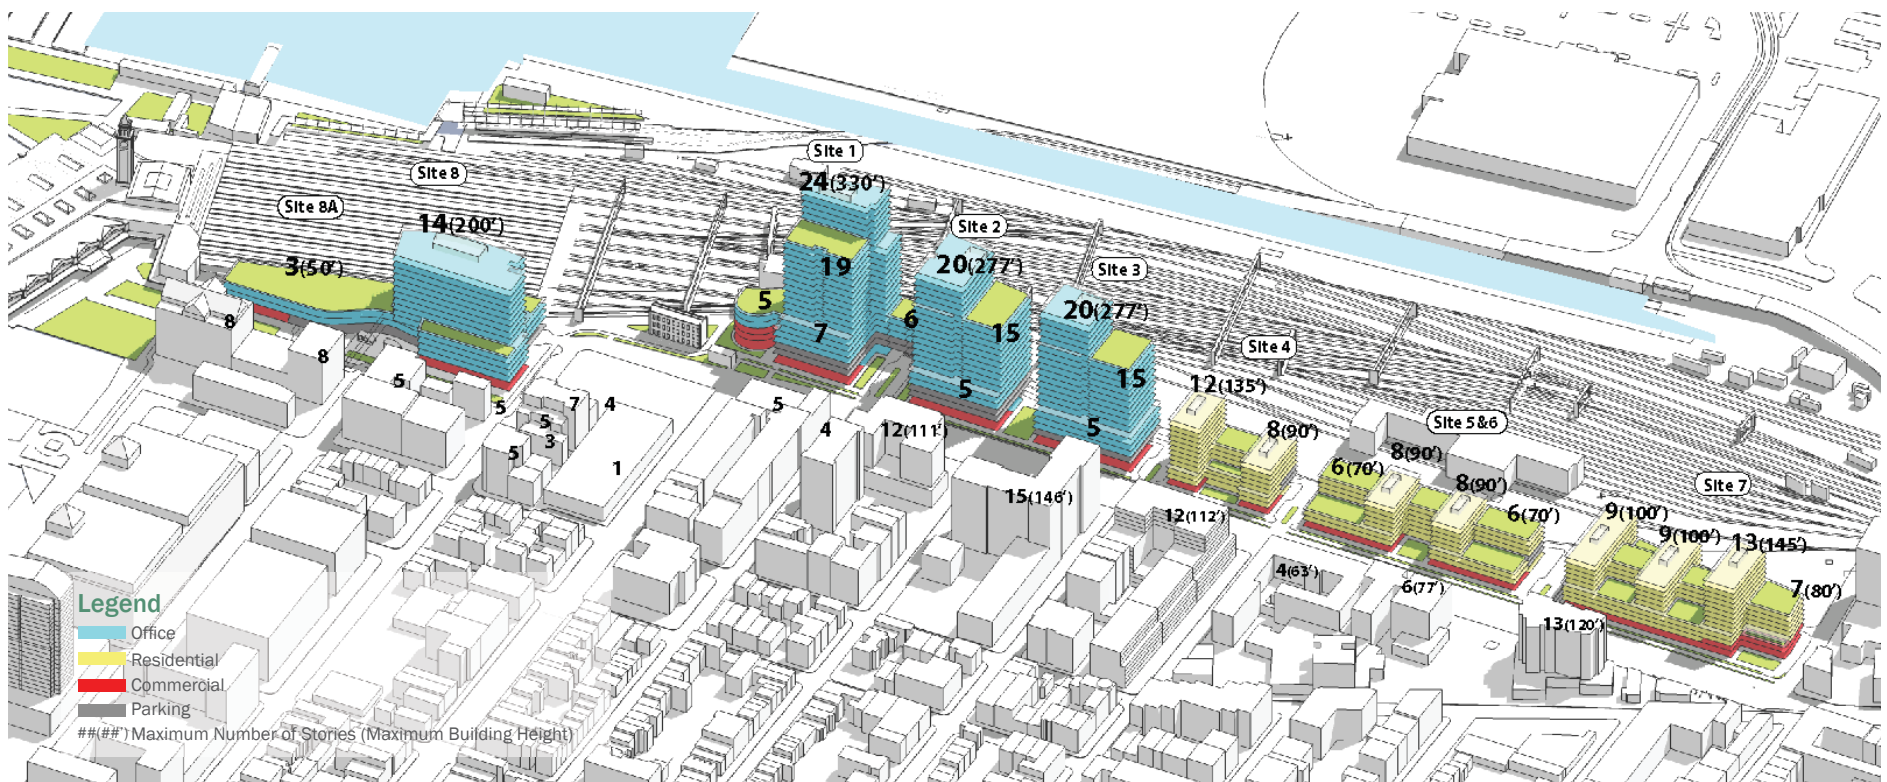 Site 1
24(330')
Site 8
Site 8A
14(200')
3(50')
Site 2
20(277')
Site 3
20(277')
19
5
6
7
15
5
15
5
Site 4
12(135')
8(90')
Site 5&6
8(90')
6(70')
8(90')
6(70')
Site 7
9(100')
9(100')
13(145')
7(80')
8
8
5
5
7
4
5
3
5
1
5
4
12(111')
15(146')
12(112')
4(63')
6(77')
13(120')
Legend
Office
Residential
Commercial
Parking
##(##') Maximum Number of Stories (Maximum Building Height)